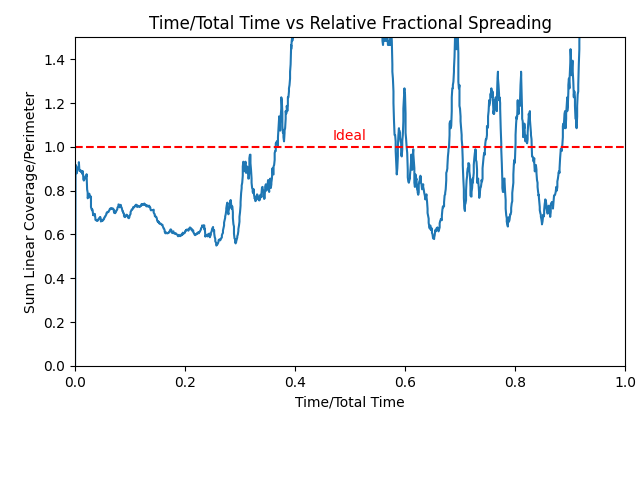 Time/Total Time vs Relative Fractional Spreading
Sum Linear Coverage/Perimeter
1.4
1.2
1.0
0.8
0.6
0.4
0.2
0.0
Ideal
0.0 0.2 0.4 0.6 0.8 1.0
Time/Total Time